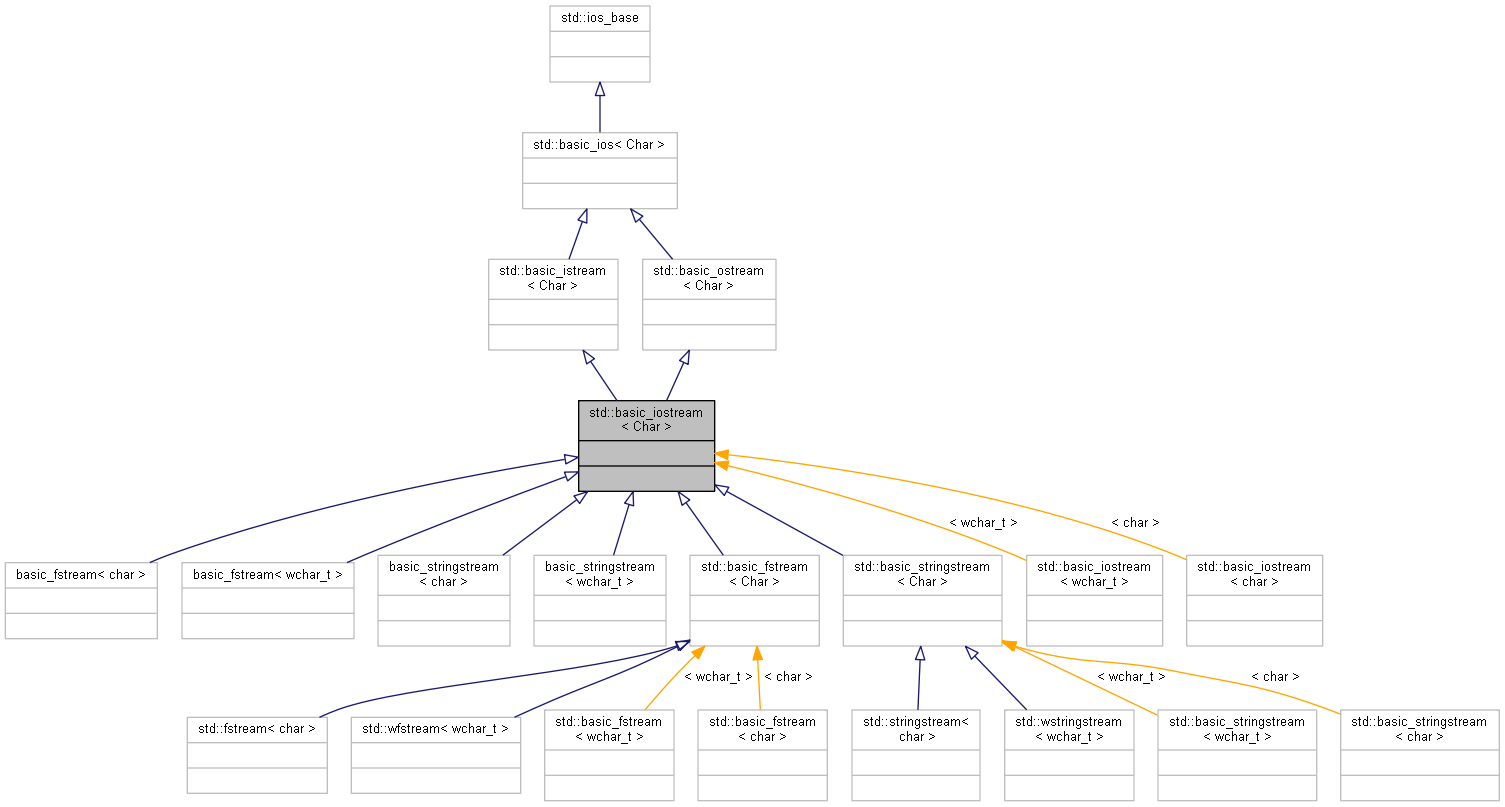 std::ios_base
std::basic_ios< Char >
std::basic_istream
< Char >
std::basic_ostream
< Char >
std::basic_iostream
< Char >
< wchar_t >
< char >
basic_fstream< char >
basic_fstream< wchar_t >
basic_stringstream
< char >
basic_stringstream
< wchar_t >
std::basic_fstream
< Char >
std::basic_stringstream
< Char >
std::basic_iostream
< wchar_t >
std::basic_iostream
< char >
< wchar_t >
< char >
< wchar_t >
< char >
std::fstream< char >
std::wfstream< wchar_t >
std::basic_fstream
< wchar_t >
std::basic_fstream
< char >
std::stringstream<
char >
std::wstringstream
< wchar_t >
std::basic_stringstream
< wchar_t >
std::basic_stringstream
< char >